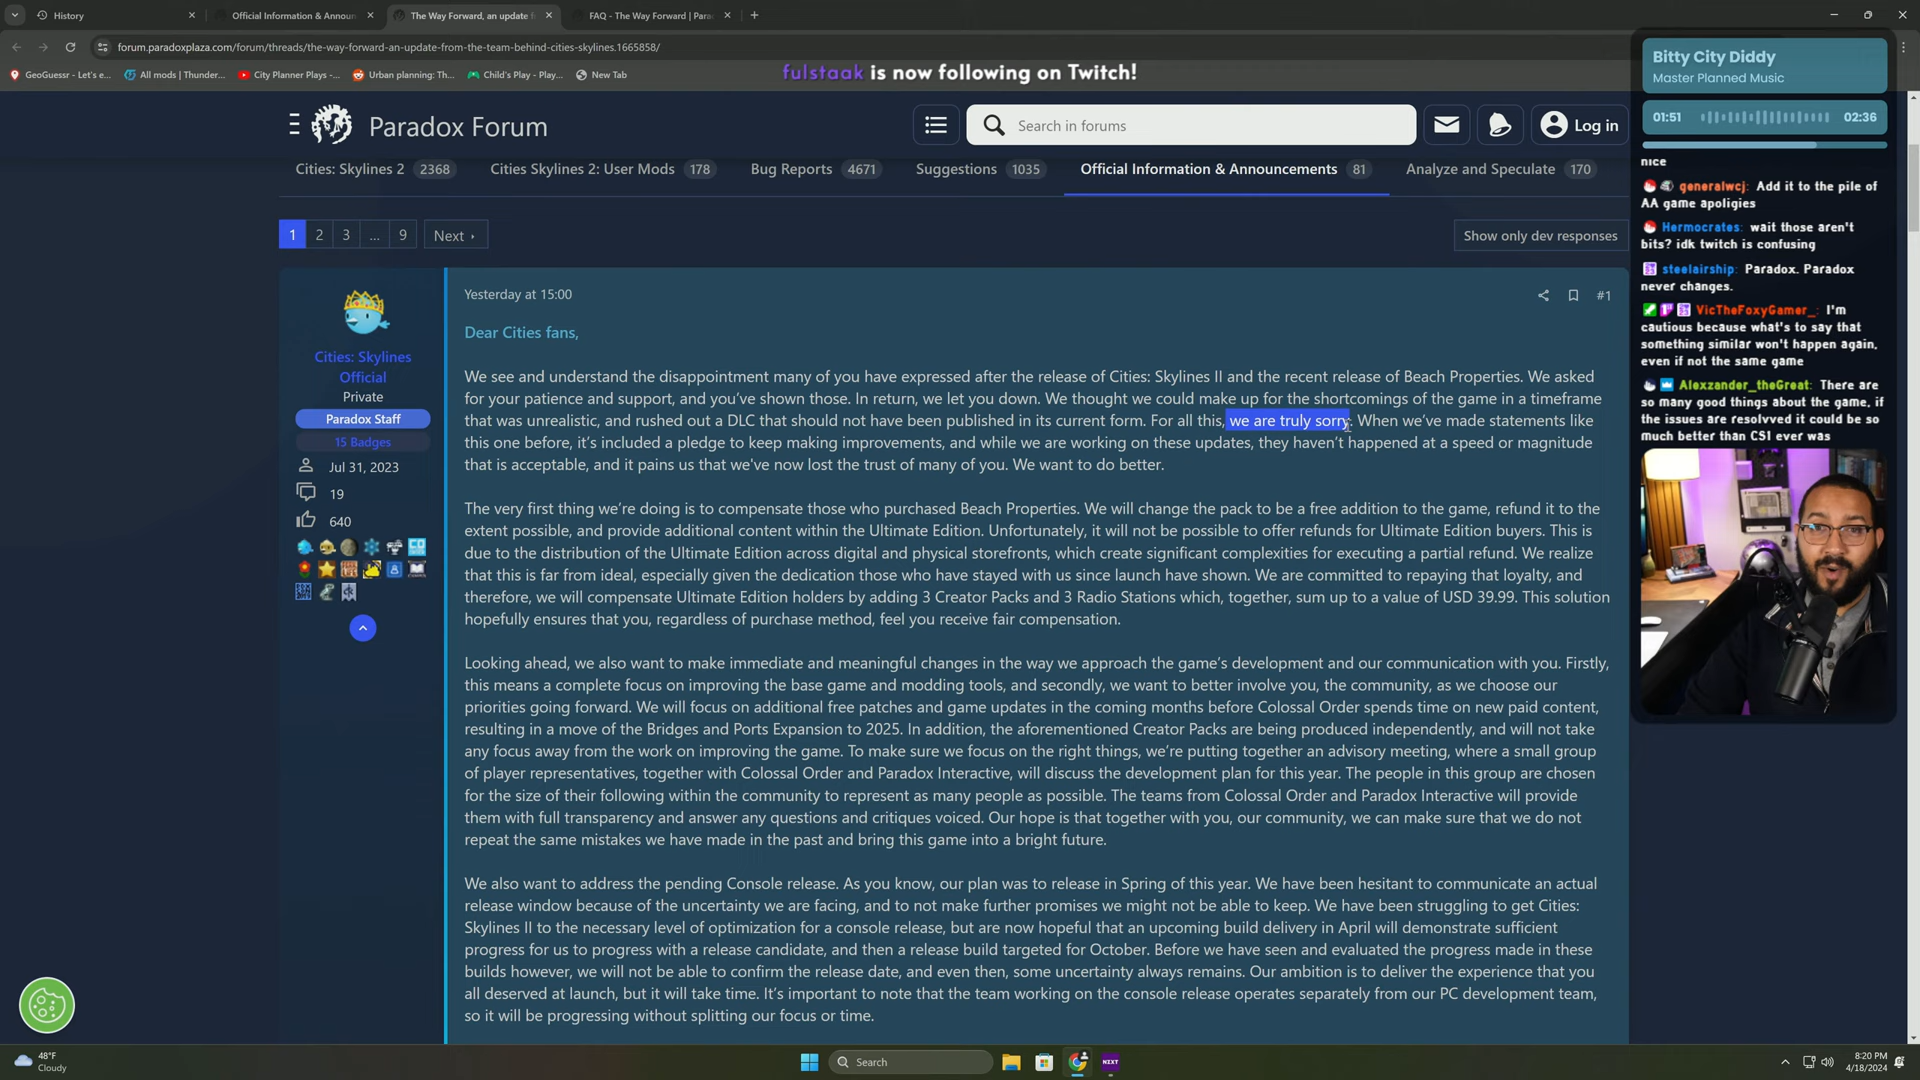 History
Official Information & Announ
The Way Forward, an update f
FAQ - The Way Forward | Para
forum.paradoxplaza.com/forum/threads/the-way-forward-an-update-from-the-team-behind-cities-skylines.1665858/
GeoGuessr - Let's e...
All mods | Thunder...
City Planner Plays -...
Urban planning: Th...
Child's Play - Play...
New Tab
fulstaak is now following on Twitch!
Bitty City Diddy
Master Planned Music
01:51
02:36
Paradox Forum
Search in forums
Log in
Cities: Skylines 2 2368
Cities Skylines 2: User Mods 178
Bug Reports 4671
Suggestions 1035
Official Information & Announcements 81
Analyze and Speculate 170
1 2 3 ... 9 Next
Show only dev responses
Cities: Skylines
Official
Private
Paradox Staff
15 Badges
Jul 31, 2023
19
640
Yesterday at 15:00
#1
Dear Cities fans,
We see and understand the disappointment many of you have expressed after the release of Cities: Skylines II and the recent release of Beach Properties. We asked
for your patience and support, and you've shown those. In return, we let you down. We thought we could make up for the shortcomings of the game in a timeframe
that was unrealistic, and rushed out a DLC that should not have been published in its current form. For all this, we are truly sorry. When we've made statements like
this one before, it's included a pledge to keep making improvements, and while we are working on these updates, they haven't happened at a speed or magnitude
that is acceptable, and it pains us that we've now lost the trust of many of you. We want to do better.
The very first thing we're doing is to compensate those who purchased Beach Properties. We will change the pack to be a free addition to the game, refund it to the
extent possible, and provide additional content within the Ultimate Edition. Unfortunately, it will not be possible to offer refunds for Ultimate Edition buyers. This is
due to the distribution of the Ultimate Edition across digital and physical storefronts, which create significant complexities for executing a partial refund. We realize
that this is far from ideal, especially given the dedication those who have stayed with us since launch have shown. We are committed to repaying that loyalty, and
therefore, we will compensate Ultimate Edition holders by adding 3 Creator Packs and 3 Radio Stations which, together, sum up to a value of USD 39.99. This solution
hopefully ensures that you, regardless of purchase method, feel you receive fair compensation.
Looking ahead, we also want to make immediate and meaningful changes in the way we approach the game's development and our communication with you. Firstly,
this means a complete focus on improving the base game and modding tools, and secondly, we want to better involve you, the community, as we choose our
priorities going forward. We will focus on additional free patches and game updates in the coming months before Colossal Order spends time on new paid content,
resulting in a move of the Bridges and Ports Expansion to 2025. In addition, the aforementioned Creator Packs are being produced independently, and will not take
any focus away from the work on improving the game. To make sure we focus on the right things, we're putting together an advisory meeting, where a small group
of player representatives, together with Colossal Order and Paradox Interactive, will discuss the development plan for this year. The people in this group are chosen
for the size of their following within the community to represent as many people as possible. The teams from Colossal Order and Paradox Interactive will provide
them with full transparency and answer any questions and critiques voiced. Our hope is that together with you, our community, we can make sure that we do not
repeat the same mistakes we have made in the past and bring this game into a bright future.
We also want to address the pending Console release. As you know, our plan was to release in Spring of this year. We have been hesitant to communicate an actual
release window because of the uncertainty we are facing, and to not make further promises we might not be able to keep. We have been struggling to get Cities:
Skylines II to the necessary level of optimization for a console release, but are now hopeful that an upcoming build delivery in April will demonstrate sufficient
progress for us to progress with a release candidate, and then a release build targeted for October. Before we have seen and evaluated the progress made in these
builds however, we will not be able to confirm the release date, and even then, some uncertainty always remains. Our ambition is to deliver the experience that you
all deserved at launch, but it will take time. It's important to note that the team working on the console release operates separately from our PC development team,
so it will be progressing without splitting our focus or time.
nice
generalwcj: Add it to the pile of
AA game apoligies
Hermocrates: wait those aren't
bits? idk twitch is confusing
steelairship: Paradox. Paradox
never changes.
VicTheFoxyGamer_: I'm
cautious because what's to say that
something similar won't happen again,
even if not the same game
Alexzander_theGreat: There are
so many good things about the game, if
the issues are resolvved it could be so
much better than CSI ever was
48°F
Cloudy
Search
NEXT
8:20 PM
4/18/2024